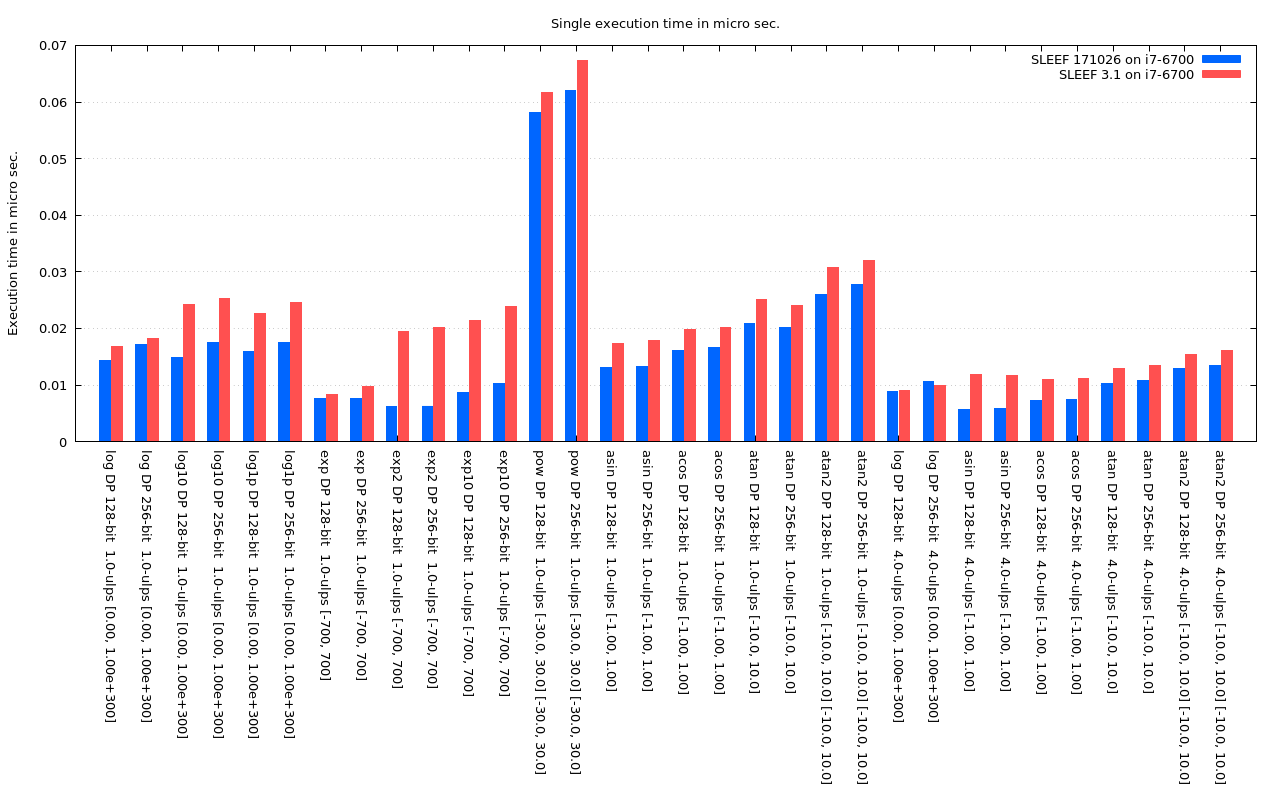 Single execution time in micro sec.
SLEEF 171026 on i7-6700
SLEEF 3.1 on i7-6700
Execution time in micro sec.
0.07
0.06
0.05
0.04
0.03
0.02
0.01
0
log DP 128-bit  1.0-ulps [0.00, 1.00e+300]
log DP 256-bit  1.0-ulps [0.00, 1.00e+300]
log10 DP 128-bit  1.0-ulps [0.00, 1.00e+300]
log10 DP 256-bit  1.0-ulps [0.00, 1.00e+300]
log1p DP 128-bit  1.0-ulps [0.00, 1.00e+300]
log1p DP 256-bit  1.0-ulps [0.00, 1.00e+300]
exp DP 128-bit  1.0-ulps [-700, 700]
exp DP 256-bit  1.0-ulps [-700, 700]
exp2 DP 128-bit  1.0-ulps [-700, 700]
exp2 DP 256-bit  1.0-ulps [-700, 700]
exp10 DP 128-bit  1.0-ulps [-700, 700]
exp10 DP 256-bit  1.0-ulps [-700, 700]
pow DP 128-bit  1.0-ulps [-30.0, 30.0] [-30.0, 30.0]
pow DP 256-bit  1.0-ulps [-30.0, 30.0] [-30.0, 30.0]
asin DP 128-bit  1.0-ulps [-1.00, 1.00]
asin DP 256-bit  1.0-ulps [-1.00, 1.00]
acos DP 128-bit  1.0-ulps [-1.00, 1.00]
acos DP 256-bit  1.0-ulps [-1.00, 1.00]
atan DP 128-bit  1.0-ulps [-10.0, 10.0]
atan DP 256-bit  1.0-ulps [-10.0, 10.0]
atan2 DP 128-bit  1.0-ulps [-10.0, 10.0] [-10.0, 10.0]
atan2 DP 256-bit  1.0-ulps [-10.0, 10.0] [-10.0, 10.0]
log DP 128-bit  4.0-ulps [0.00, 1.00e+300]
log DP 256-bit  4.0-ulps [0.00, 1.00e+300]
asin DP 128-bit  4.0-ulps [-1.00, 1.00]
asin DP 256-bit  4.0-ulps [-1.00, 1.00]
acos DP 128-bit  4.0-ulps [-1.00, 1.00]
acos DP 256-bit  4.0-ulps [-1.00, 1.00]
atan DP 128-bit  4.0-ulps [-10.0, 10.0]
atan DP 256-bit  4.0-ulps [-10.0, 10.0]
atan2 DP 128-bit  4.0-ulps [-10.0, 10.0] [-10.0, 10.0]
atan2 DP 256-bit  4.0-ulps [-10.0, 10.0] [-10.0, 10.0]